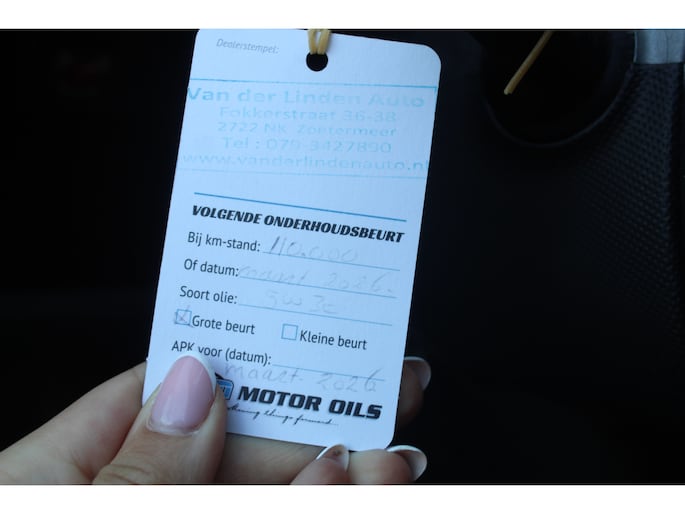 Dealerstempel:
Van der Linden Auto
Fokkerstraat 36-38
2722 NK Zoetermeer
Tel : 079-3427890
www.vanderlindenauto.nl
VOLGENDE ONDERHOUDSBEURT
Bij km-stand: 110.000
Of datum: maart 2026.
Soort olie: 5W30
Grote beurt Kleine beurt
APK voor (datum):
maart 2026
MOTOR OILS